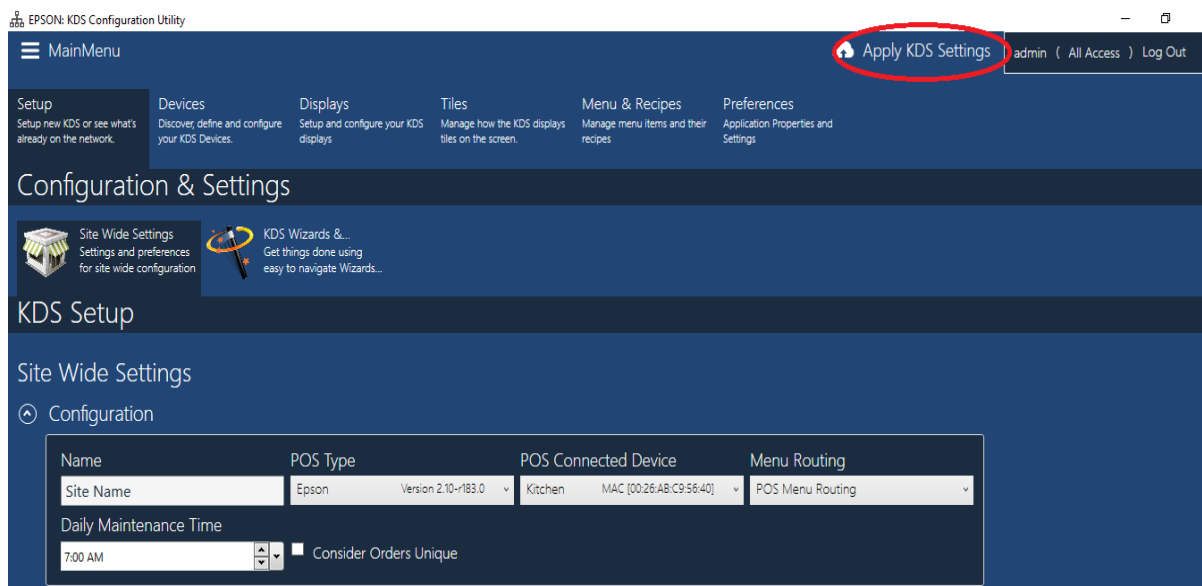 EPSON: KDS Configuration Utility
MainMenu
Apply KDS Settings
admin ( All Access ) Log Out
Setup
Setup new KDS or see what's
already on the network.
Devices
Discover, define and configure
your KDS Devices.
Displays
Setup and configure your KDS
displays
Tiles
Manage how the KDS displays
tiles on the screen.
Menu & Recipes
Manage menu items and their
recipes
Preferences
Application Properties and
Settings
Configuration & Settings
Site Wide Settings
Settings and preferences
for site wide configuration
KDS Wizards &...
Get things done using
easy to navigate Wizards...
KDS Setup
Site Wide Settings
Configuration
Name
Site Name
POS Type
Epson Version 2.10-r183.0
POS Connected Device
Kitchen MAC [00:26:AB:C9:56:40]
Menu Routing
POS Menu Routing
Daily Maintenance Time
7:00 AM
Consider Orders Unique